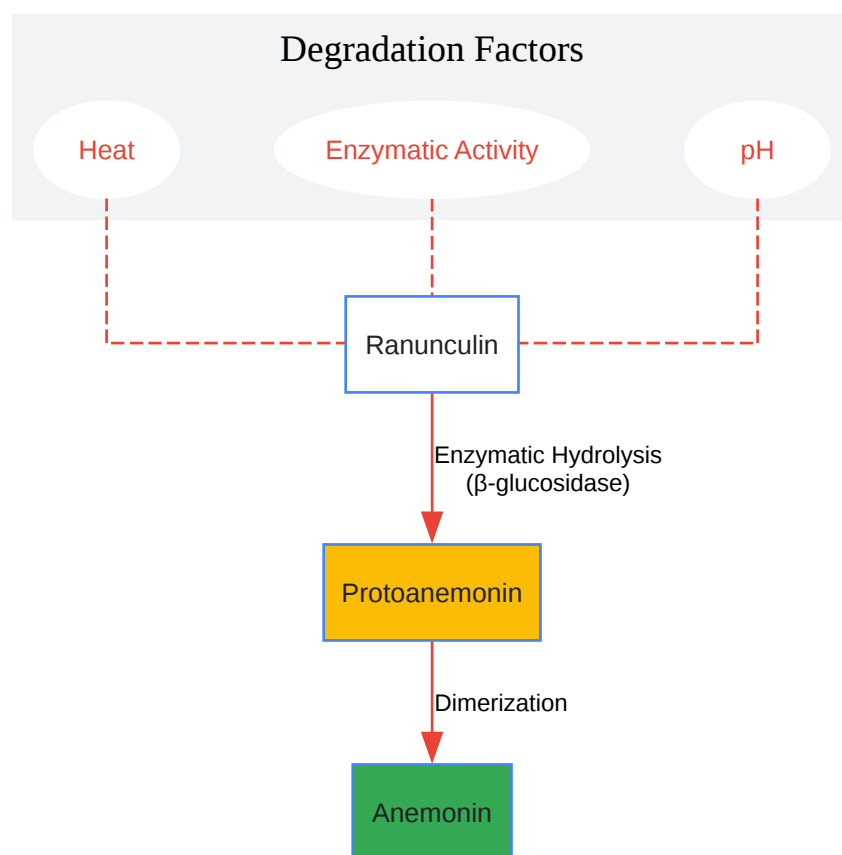 Degradation Factors
Heat
Enzymatic Activity
pH
Ranunculin
Enzymatic Hydrolysis
(β-glucosidase)
Protoanemonin
Dimerization
Anemonin